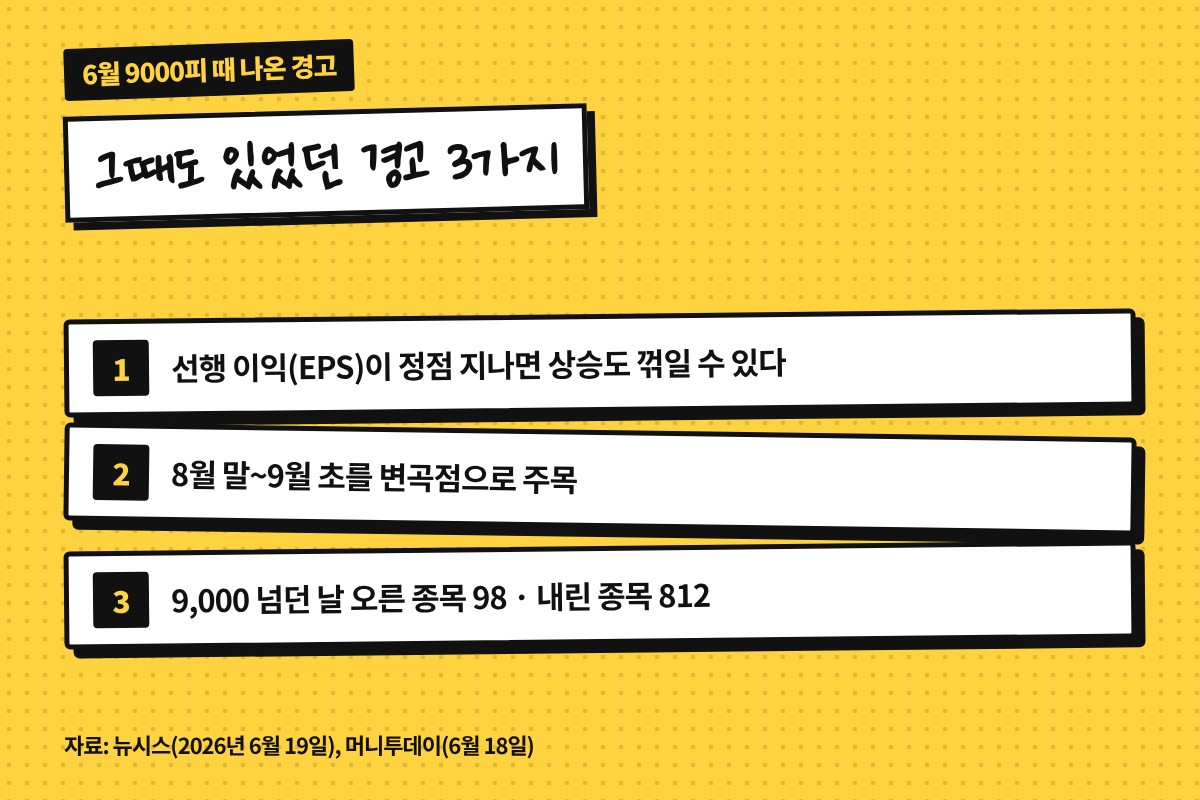 6월 9000피 때 나온 경고
그때도 있었던 경고 3가지
1 선행 이익(EPS)이 정점 지나면 상승도 꺾일 수 있다
2 8월 말~9월 초를 변곡점으로 주목
3 9,000 넘던 날 오른 종목 98 · 내린 종목 812
자료: 뉴시스(2026년 6월 19일), 머니투데이(6월 18일)